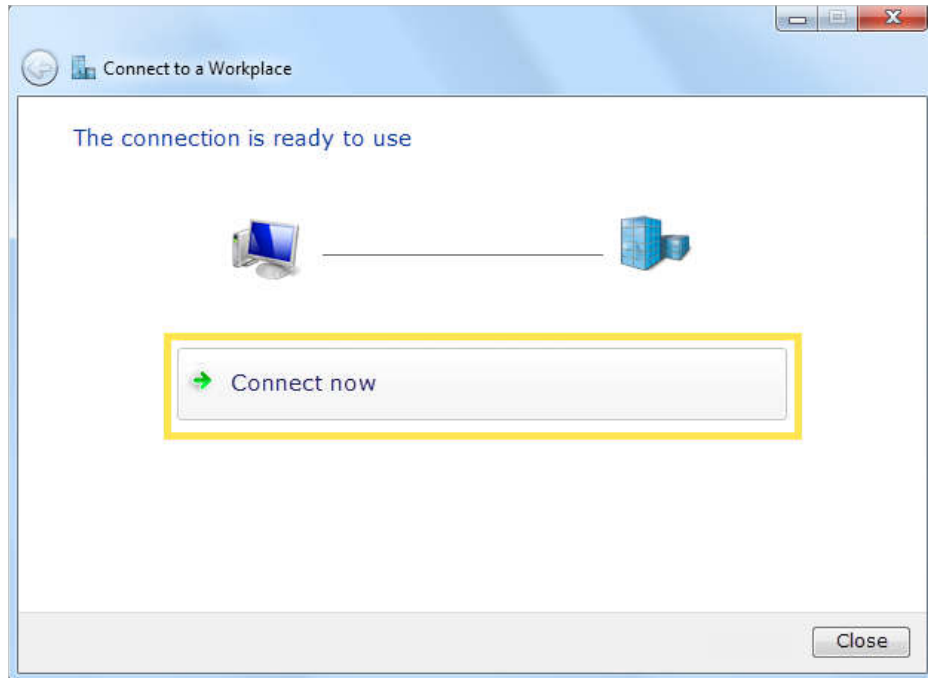 Connect to a Workplace
The connection is ready to use
Connect now
Close